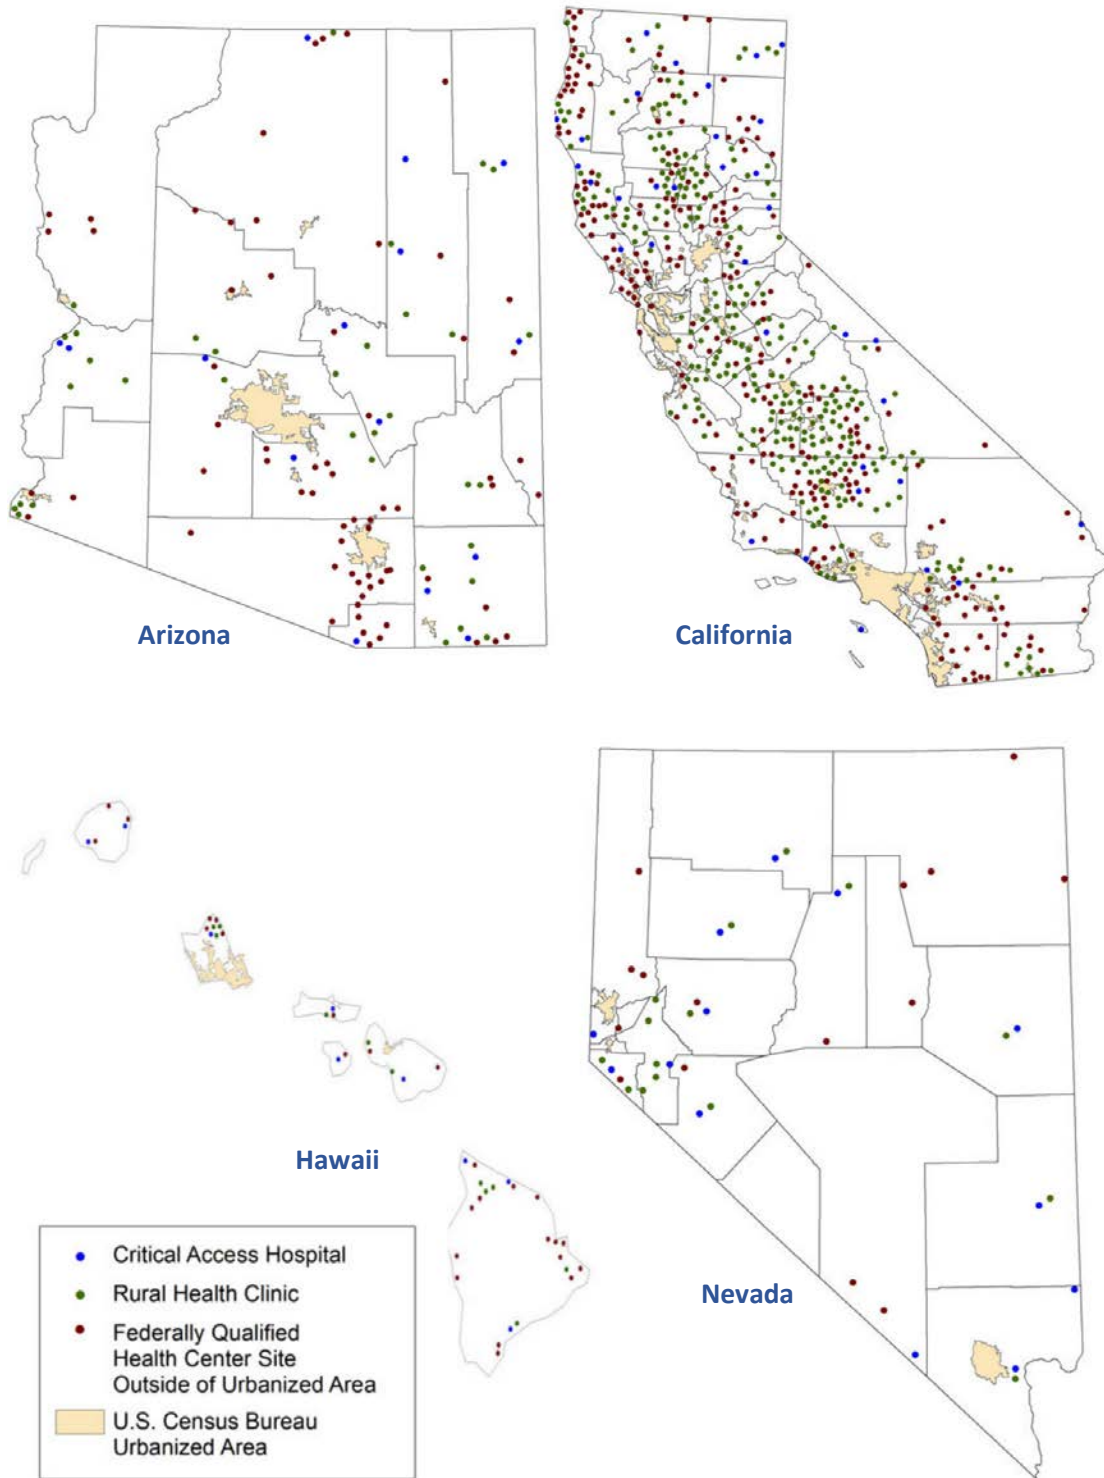 Arizona
California
Hawaii
Nevada
Critical Access Hospital
Rural Health Clinic
Federally Qualified
Health Center Site
Outside of Urbanized Area
U.S. Census Bureau
Urbanized Area